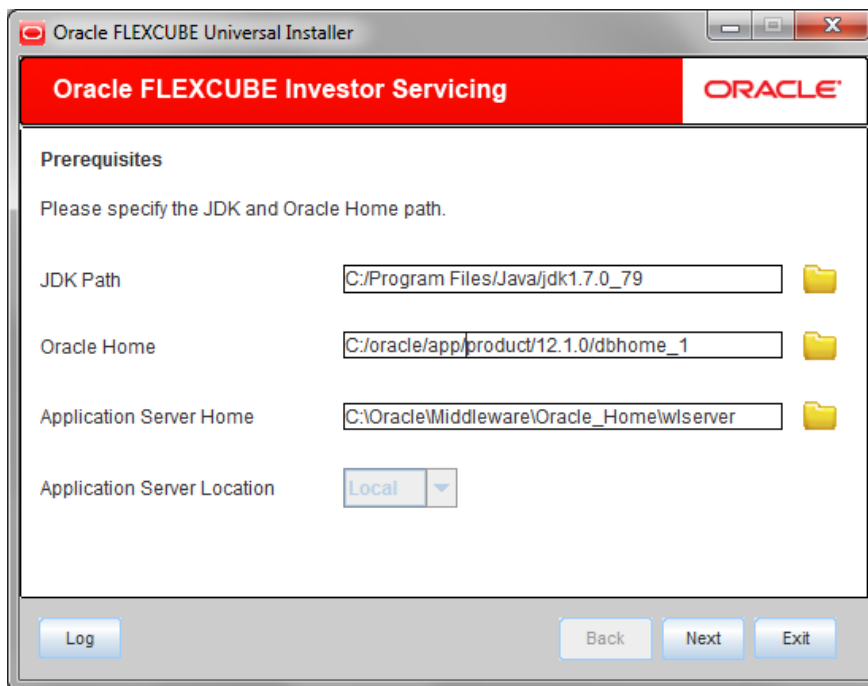 Oracle FLEXCUBE Universal Installer
Oracle FLEXCUBE Investor Servicing
ORACLE
Prerequisites
Please specify the JDK and Oracle Home path.
JDK Path C:/Program Files/Java/jdk1.7.0_79
Oracle Home C:/oracle/app/product/12.1.0/dbhome_1
Application Server Home C:\Oracle\Middleware\Oracle_Home\wlserver
Application Server Location Local
Log Back Next Exit